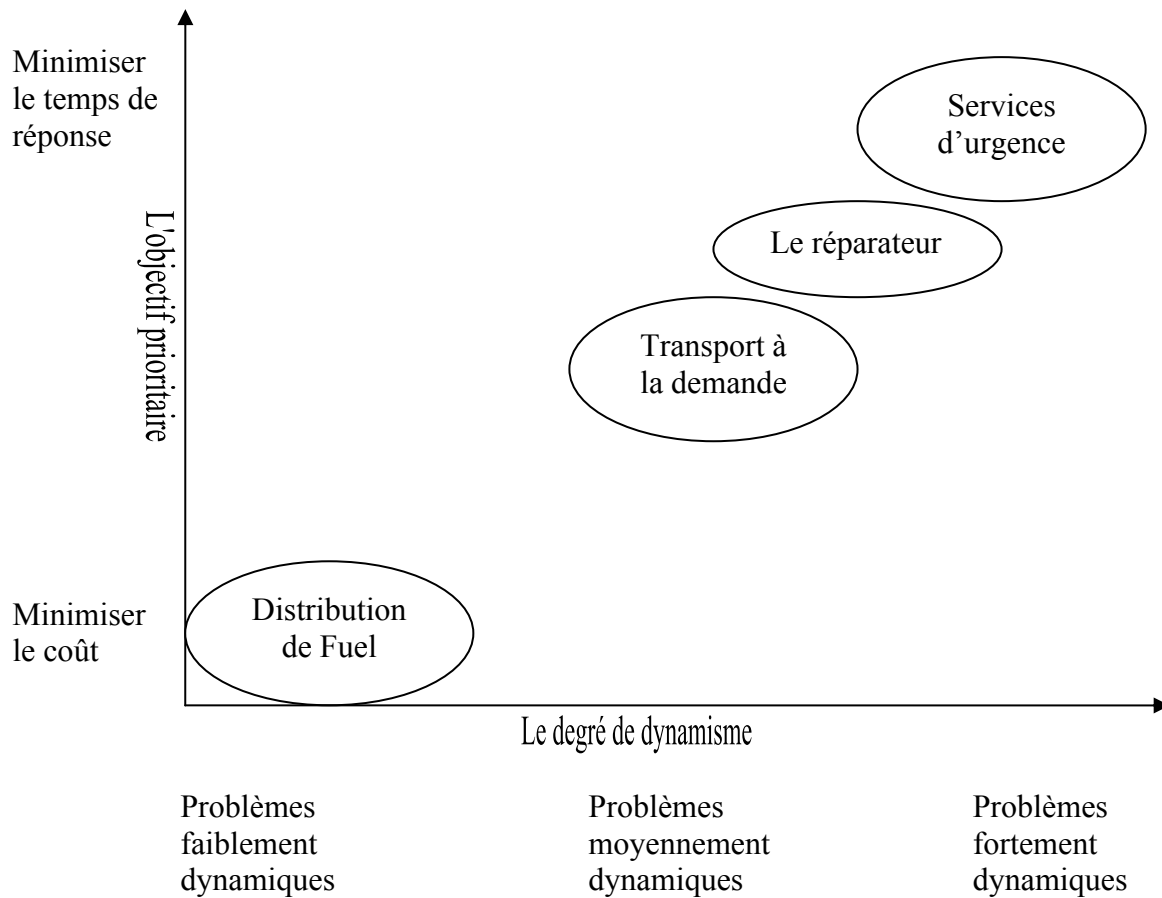 Minimiser
le temps de
réponse
Services
d’urgence
L'objectif prioritaire
Le réparateur
Transport à
la demande
Minimiser
le coût
Distribution
de Fuel
Le degré de dynamisme
Problèmes
faiblement
dynamiques
Problèmes
moyennement
dynamiques
Problèmes
fortement
dynamiques